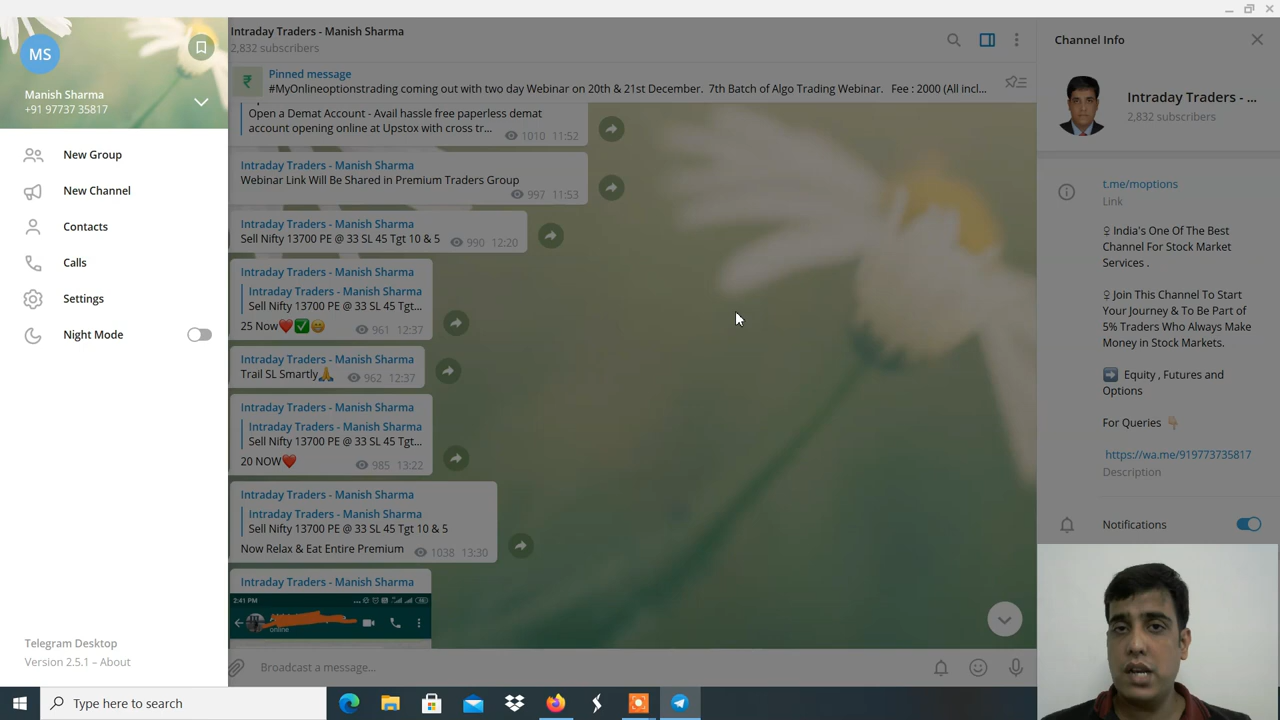 MS
Manish Sharma
+91 97737 35817
New Group
New Channel
Contacts
Calls
Settings
Night Mode
Telegram Desktop
Version 2.5.1 – About
Intraday Traders - Manish Sharma
2,832 subscribers
Pinned message
#MyOnlineoptionstrading coming out with two day Webinar on 20th & 21st December. 7th Batch of Algo Trading Webinar. Fee : 2000 (All incl...
Open a Demat Account - Avail hassle free paperless demat
account opening online at Upstox with cross tr...
1010 11:52
Intraday Traders - Manish Sharma
Webinar Link Will Be Shared in Premium Traders Group
997 11:53
Intraday Traders - Manish Sharma
Sell Nifty 13700 PE @ 33 SL 45 Tgt 10 & 5
990 12:20
Intraday Traders - Manish Sharma
Intraday Traders - Manish Sharma
Sell Nifty 13700 PE @ 33 SL 45 Tgt...
25 Now❤️✅😁 961 12:37
Intraday Traders - Manish Sharma
Trail SL Smartly🙏 962 12:37
Intraday Traders - Manish Sharma
Intraday Traders - Manish Sharma
Sell Nifty 13700 PE @ 33 SL 45 Tgt...
20 NOW❤️ 985 13:22
Intraday Traders - Manish Sharma
Intraday Traders - Manish Sharma
Sell Nifty 13700 PE @ 33 SL 45 Tgt 10 & 5
Now Relax & Eat Entire Premium 1038 13:30
Intraday Traders - Manish Sharma
2:41 PM
online
Broadcast a message...
Channel Info
Intraday Traders - ...
2,832 subscribers
t.me/moptions
Link
India's One Of The Best
Channel For Stock Market
Services .
Join This Channel To Start
Your Journey & To Be Part of
5% Traders Who Always Make
Money in Stock Markets.
➡️ Equity , Futures and
Options
For Queries 👇🏻
https://wa.me/919773735817
Description
Notifications
Type here to search